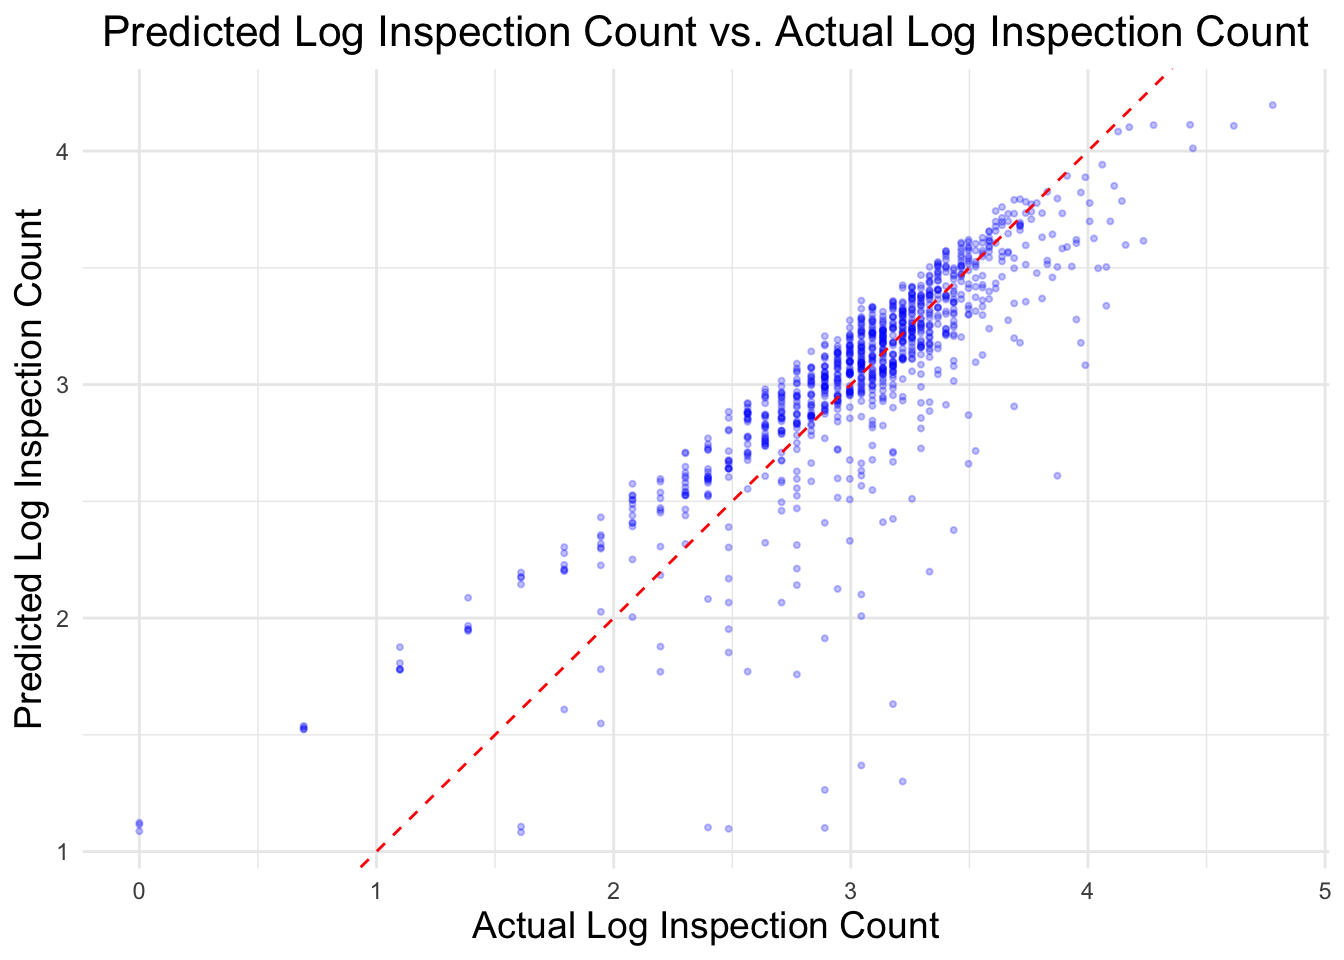 Predicted Log Inspection Count vs. Actual Log Inspection Count
Predicted Log Inspection Count
4
3
2
1
0 1 2 3 4 5
Actual Log Inspection Count